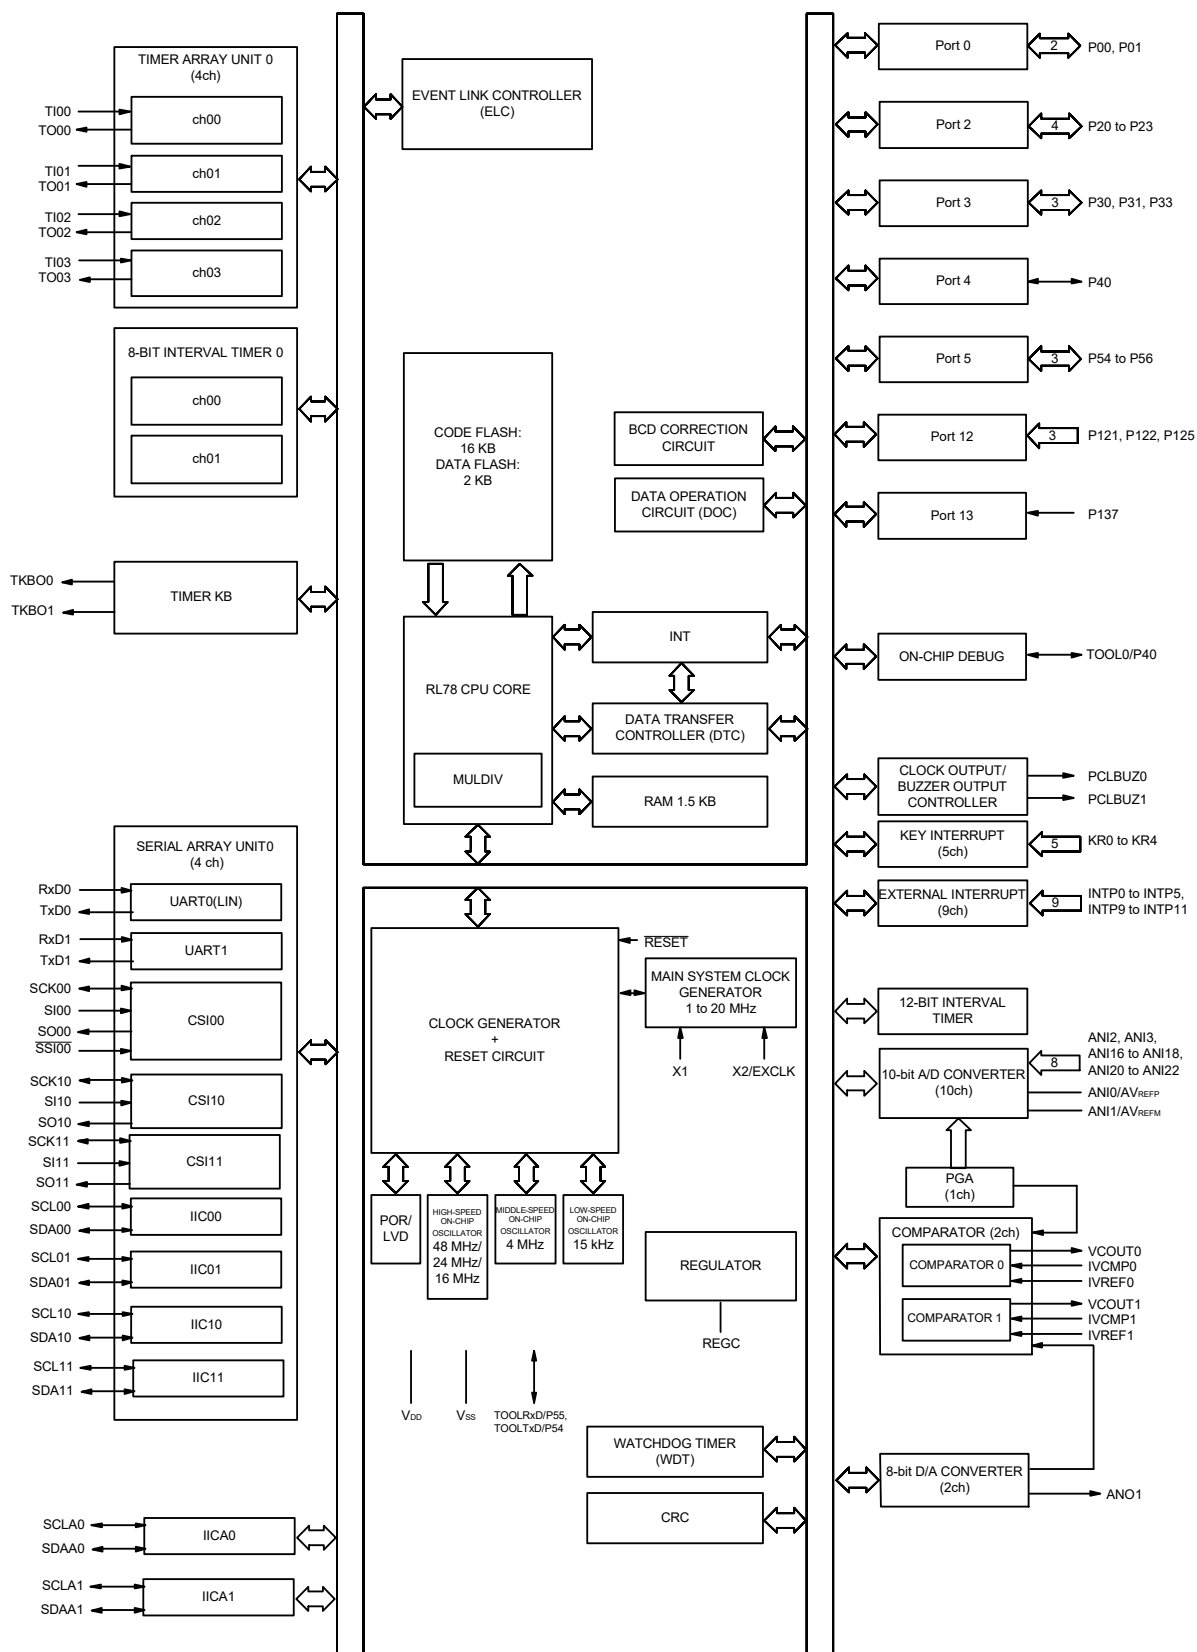 TIMER ARRAY UNIT 0
(4ch)
TI00
TO00
ch00
TI01
TO01
ch01
TI02
TO02
ch02
TI03
TO03
ch03
8-BIT INTERVAL TIMER 0
ch00
ch01
TKBO0
TKBO1
TIMER KB
SERIAL ARRAY UNIT0
(4 ch)
RxD0
TxD0
UART0(LIN)
RxD1
TxD1
UART1
SCK00
SI00
SO00
SSI00
CSI00
SCK10
SI10
SO10
CSI10
SCK11
SI11
SO11
CSI11
SCL00
SDA00
IIC00
SCL01
SDA01
IIC01
SCL10
SDA10
IIC10
SCL11
SDA11
IIC11
SCLA0
SDAA0
IICA0
SCLA1
SDAA1
IICA1
EVENT LINK CONTROLLER
(ELC)
CODE FLASH:
16 KB
DATA FLASH:
2 KB
BCD CORRECTION
CIRCUIT
DATA OPERATION
CIRCUIT (DOC)
RL78 CPU CORE
MULDIV
INT
DATA TRANSFER
CONTROLLER (DTC)
RAM 1.5 KB
CLOCK GENERATOR
+
RESET CIRCUIT
RESET
MAIN SYSTEM CLOCK
GENERATOR
1 to 20 MHz
X1
X2/EXCLK
POR/
LVD
HIGH-SPEED
ON-CHIP
OSCILLATOR
48 MHz/
24 MHz/
16 MHz
MIDDLE-SPEED
ON-CHIP
OSCILLATOR
4 MHz
LOW-SPEED
ON-CHIP
OSCILLATOR
15 kHz
REGULATOR
REGC
VDD
VSS
TOOLRxD/P55,
TOOLTxD/P54
WATCHDOG TIMER
(WDT)
CRC
Port 0
2
P00, P01
Port 2
4
P20 to P23
Port 3
3
P30, P31, P33
Port 4
P40
Port 5
3
P54 to P56
Port 12
3
P121, P122, P125
Port 13
P137
ON-CHIP DEBUG
TOOL0/P40
CLOCK OUTPUT/
BUZZER OUTPUT
CONTROLLER
PCLBUZ0
PCLBUZ1
KEY INTERRUPT
(5ch)
5
KR0 to KR4
EXTERNAL INTERRUPT
(9ch)
9
INTP0 to INTP5,
INTP9 to INTP11
12-BIT INTERVAL
TIMER
10-bit A/D CONVERTER
(10ch)
8
ANI2, ANI3,
ANI16 to ANI18,
ANI20 to ANI22
ANI0/AVREFP
ANI1/AVREFM
PGA
(1ch)
COMPARATOR (2ch)
COMPARATOR 0
VCOUT0
IVCMP0
IVREF0
COMPARATOR 1
VCOUT1
IVCMP1
IVREF1
8-bit D/A CONVERTER
(2ch)
ANO1